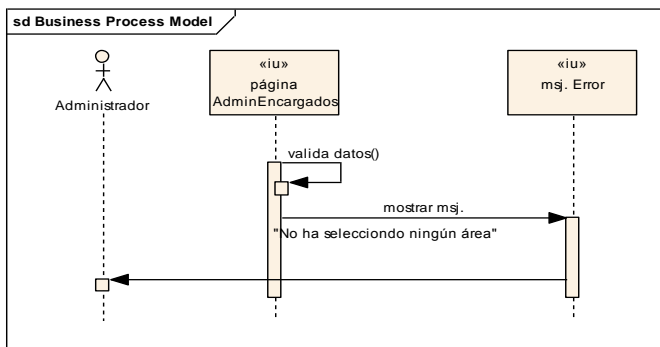 sd Business Process Model
«iu»
página
AdminEncargados
«iu»
msj. Error
Administrador
valida datos()
mostrar msj.
"No ha selecciondo ningún área"